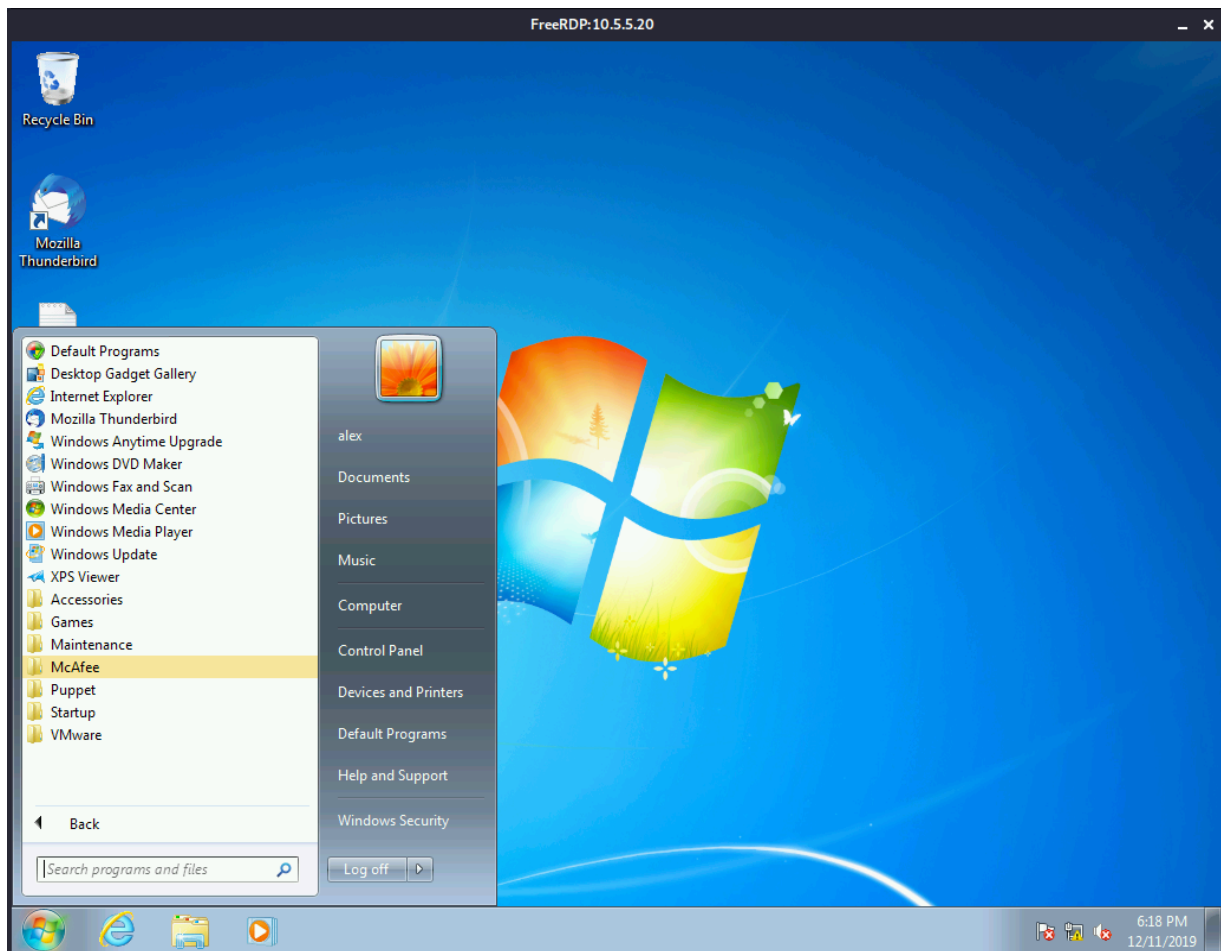 FreeRDP:10.5.5.20
Recycle Bin
Mozilla
Thunderbird
Default Programs
Desktop Gadget Gallery
Internet Explorer
Mozilla Thunderbird
Windows Anytime Upgrade
Windows DVD Maker
Windows Fax and Scan
Windows Media Center
Windows Media Player
Windows Update
XPS Viewer
Accessories
Games
Maintenance
McAfee
Puppet
Startup
VMware
Back
Search programs and files
alex
Documents
Pictures
Music
Computer
Control Panel
Devices and Printers
Default Programs
Help and Support
Windows Security
Log off
6:18 PM
12/11/2019